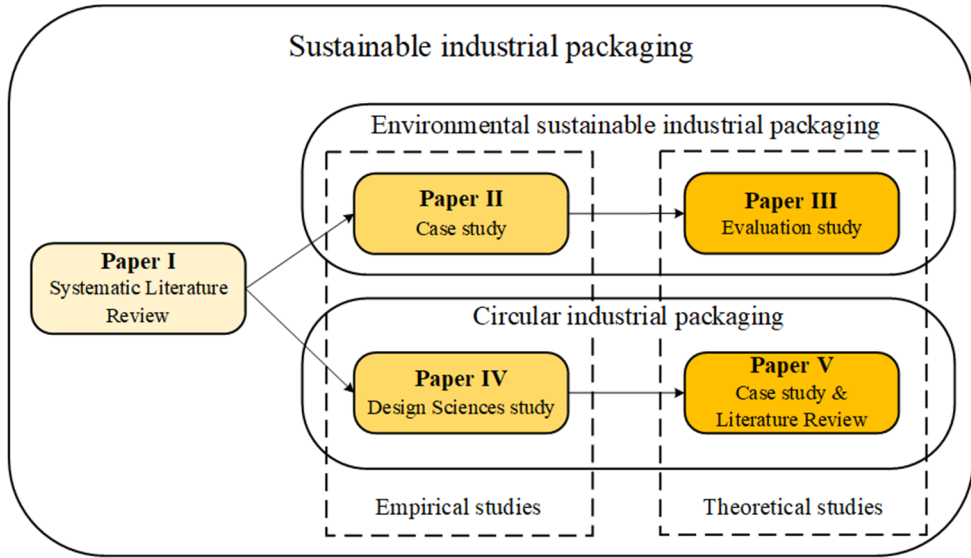 Sustainable industrial packaging
Environmental sustainable industrial packaging
Paper II
Case study
Paper III
Evaluation study
Paper I
Systematic Literature
Review
Circular industrial packaging
Paper IV
Design Sciences study
Paper V
Case study &
Literature Review
Empirical studies
Theoretical studies